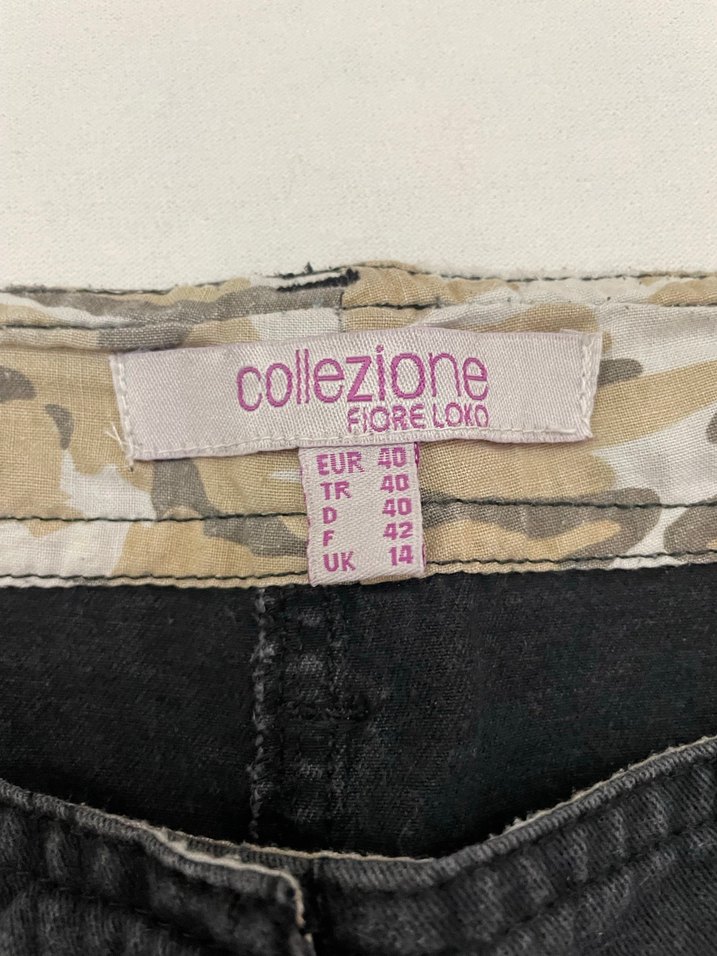 collezione
FIORE LOKO
EUR 40
TR 40
D 40
F 42
UK 14